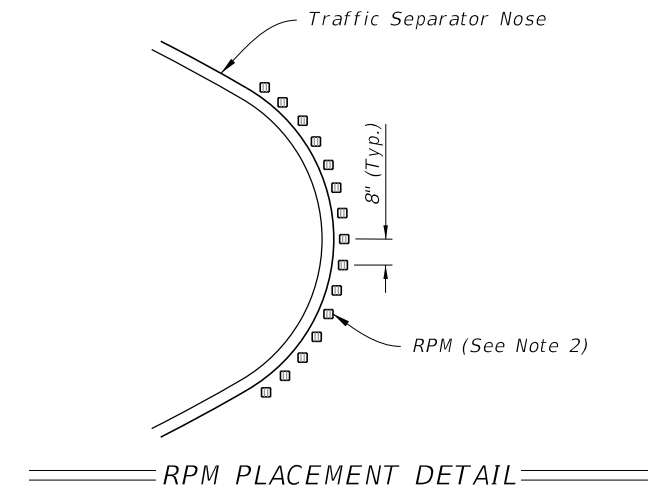 Traffic Separator Nose
8" (Typ.)
RPM (See Note 2)
RPM PLACEMENT DETAIL